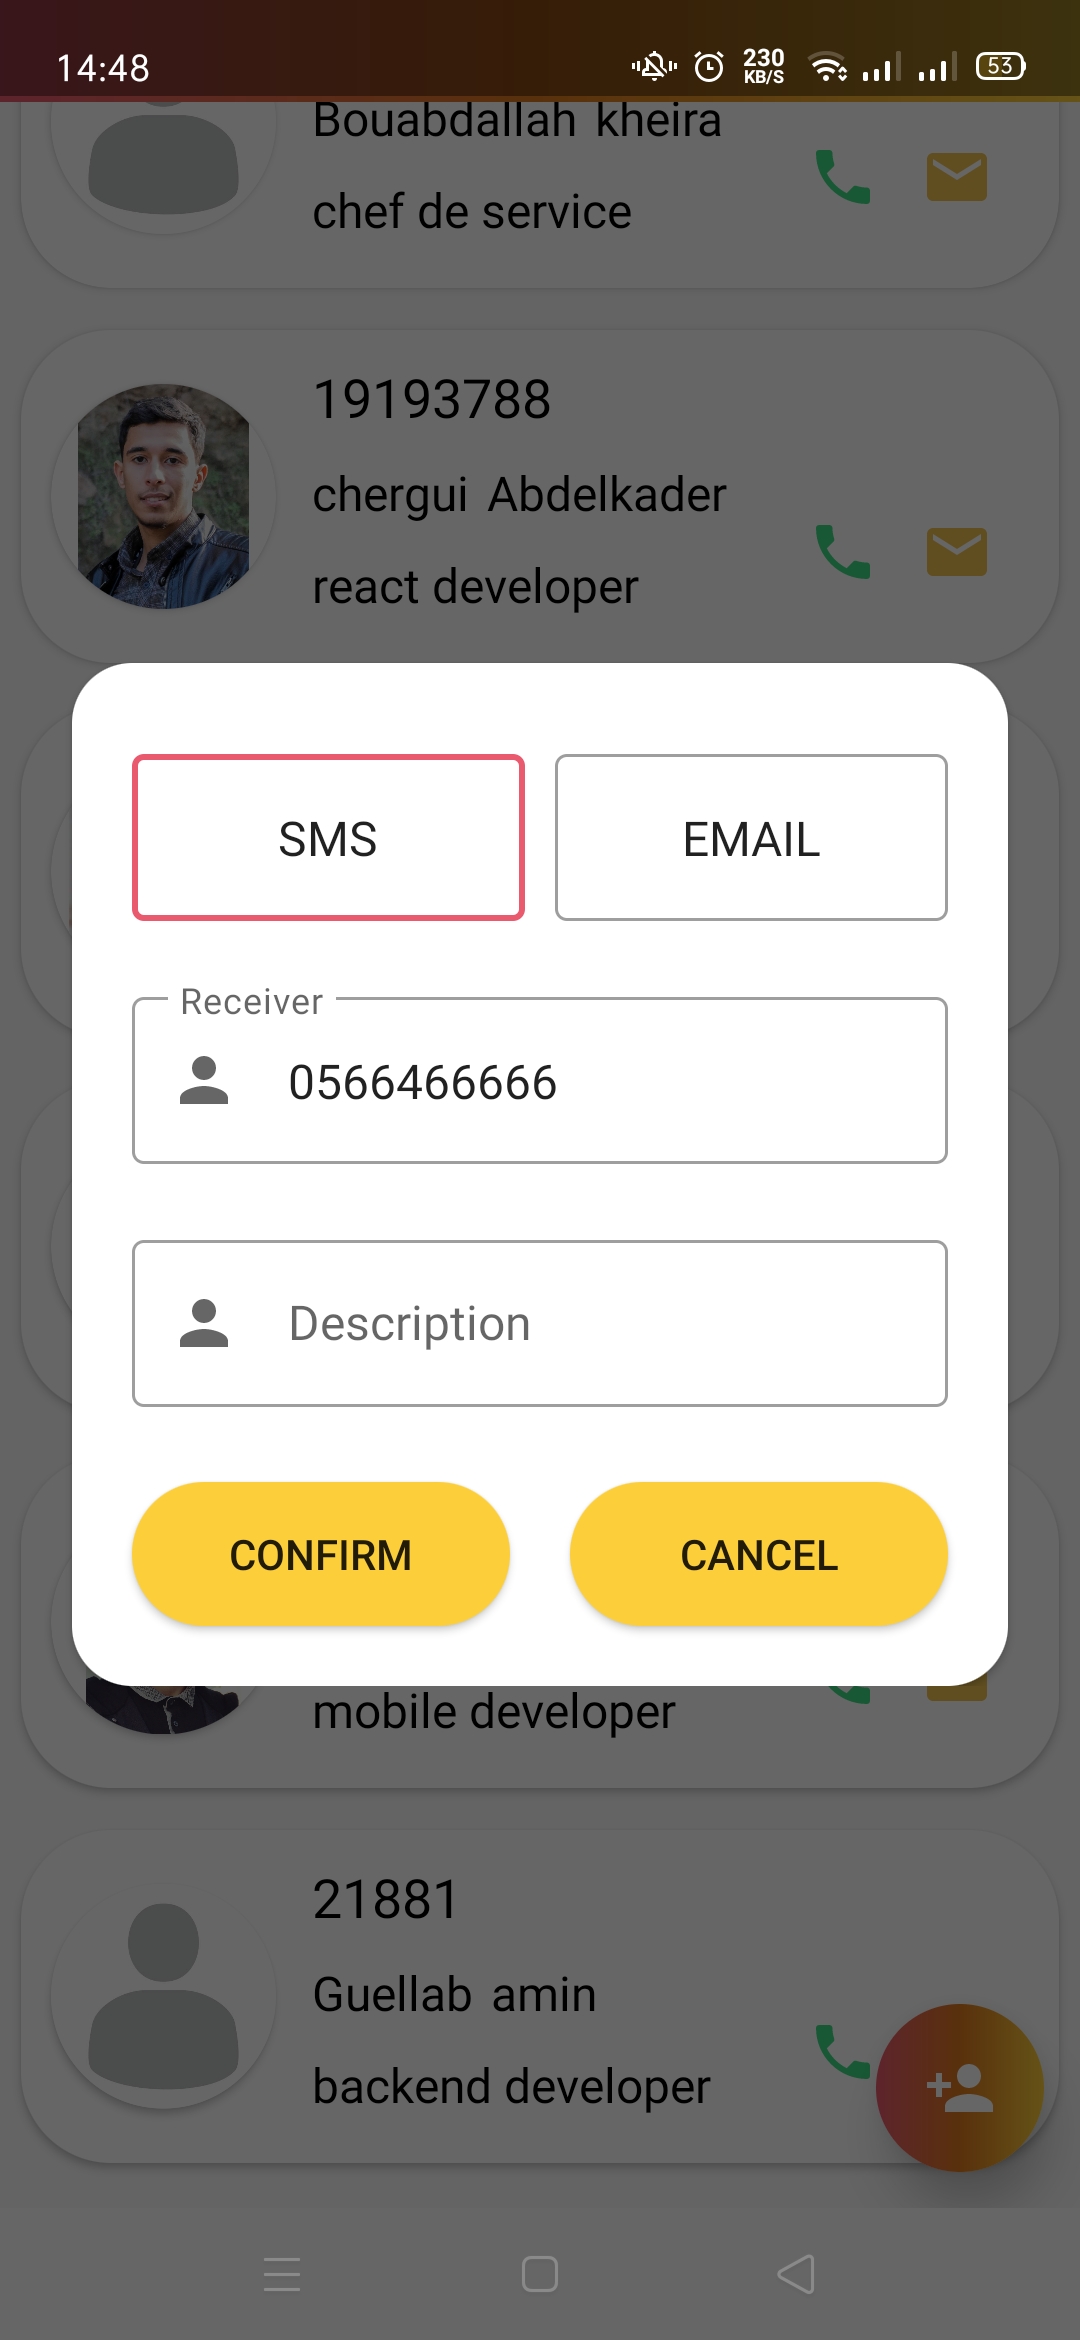 14:48
230
KB/S
53
Bouabdallah kheira
chef de service
19193788
chergui Abdelkader
react developer
SMS
EMAIL
Receiver
0566466666
Description
CONFIRM
CANCEL
mobile developer
21881
Guellab amin
backend developer